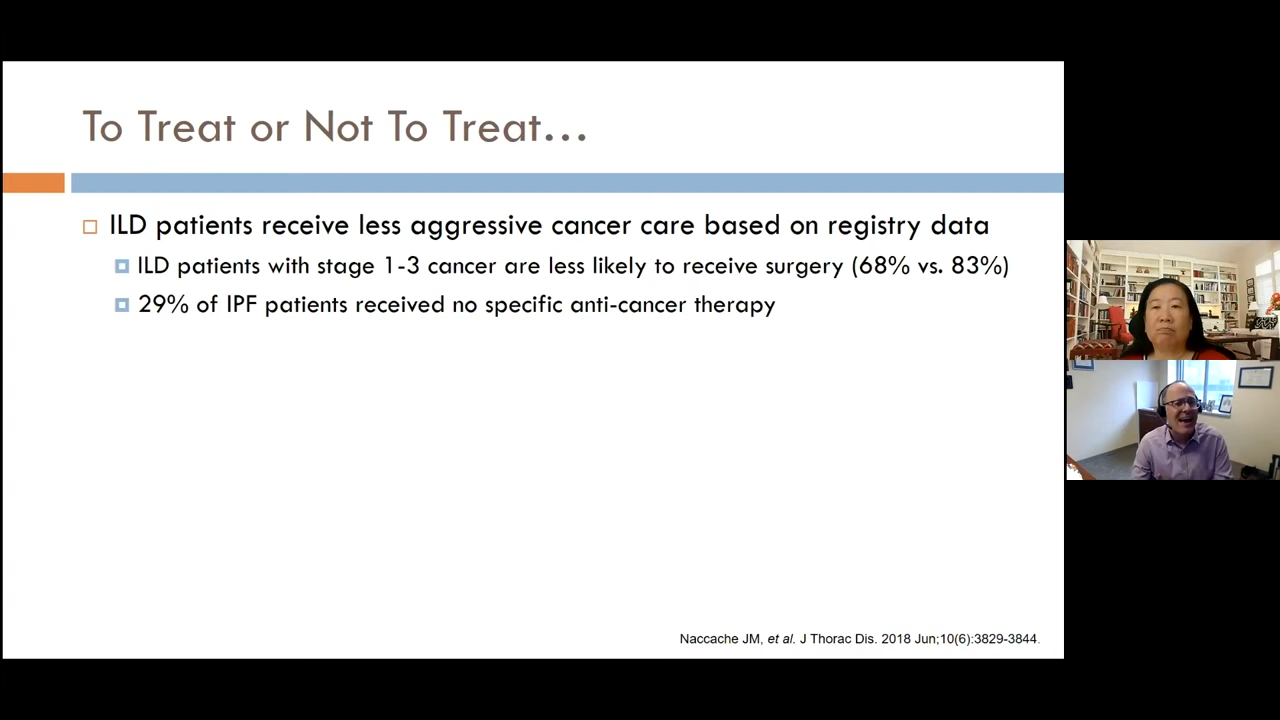 To Treat or Not To Treat...
ILD patients receive less aggressive cancer care based on registry data
ILD patients with stage 1-3 cancer are less likely to receive surgery (68% vs. 83%)
29% of IPF patients received no specific anti-cancer therapy
Naccache JM, et al. J Thorac Dis. 2018 Jun;10(6):3829-3844.